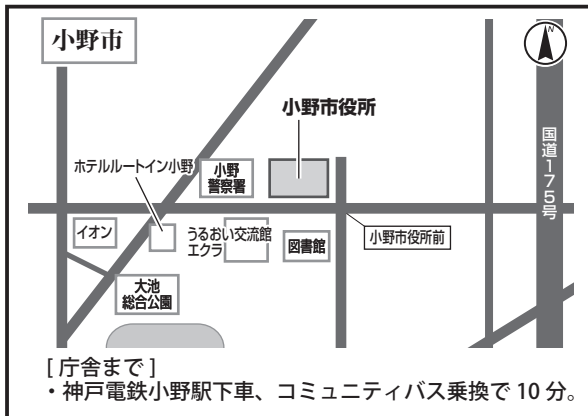 小野市
N
小野市役所
国道175号
ホテルルートイン小野
小野
警察署
イオン
うるおい交流館
エクラ
図書館
小野市役所前
大池
総合公園
[庁舎まで]
・神戸電鉄小野駅下車、コミュニティバス乗換で10分。